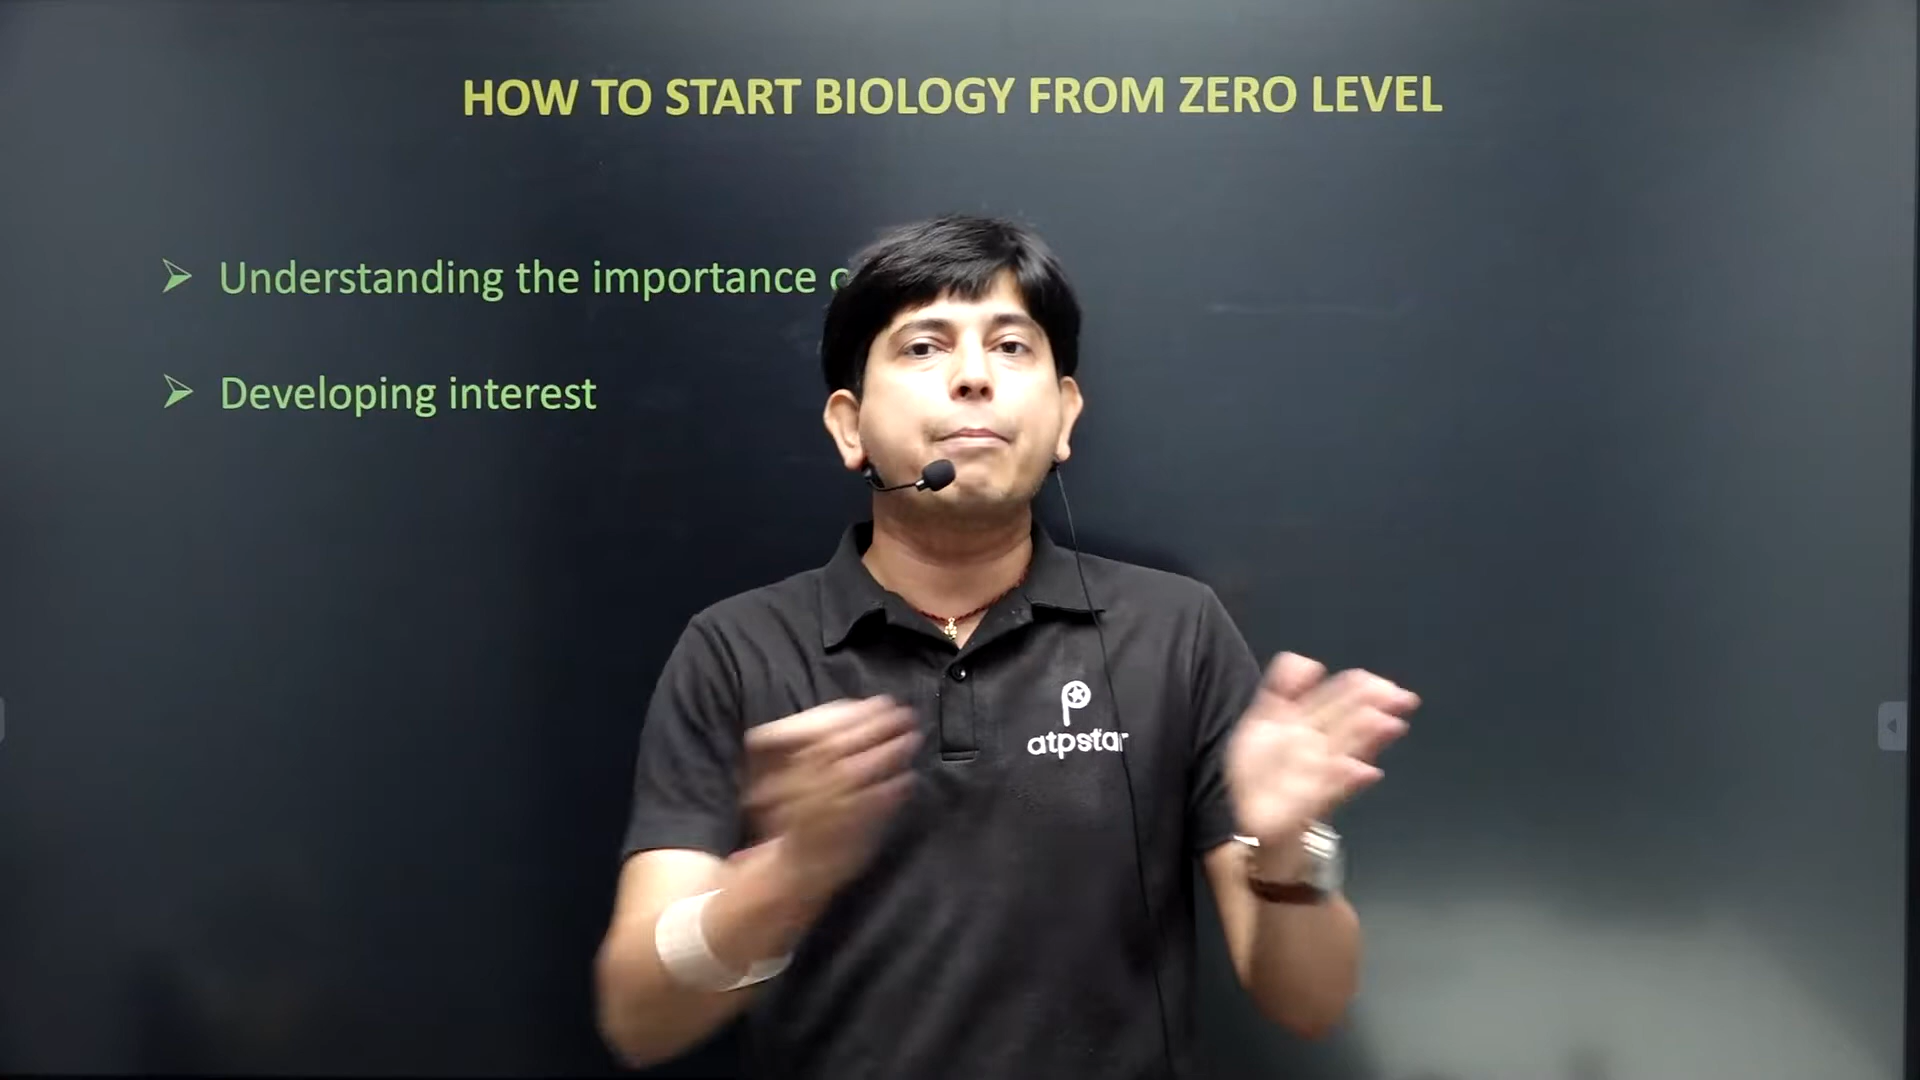 HOW TO START BIOLOGY FROM ZERO LEVEL
➢ Understanding the importance
➢ Developing interest
atpstar